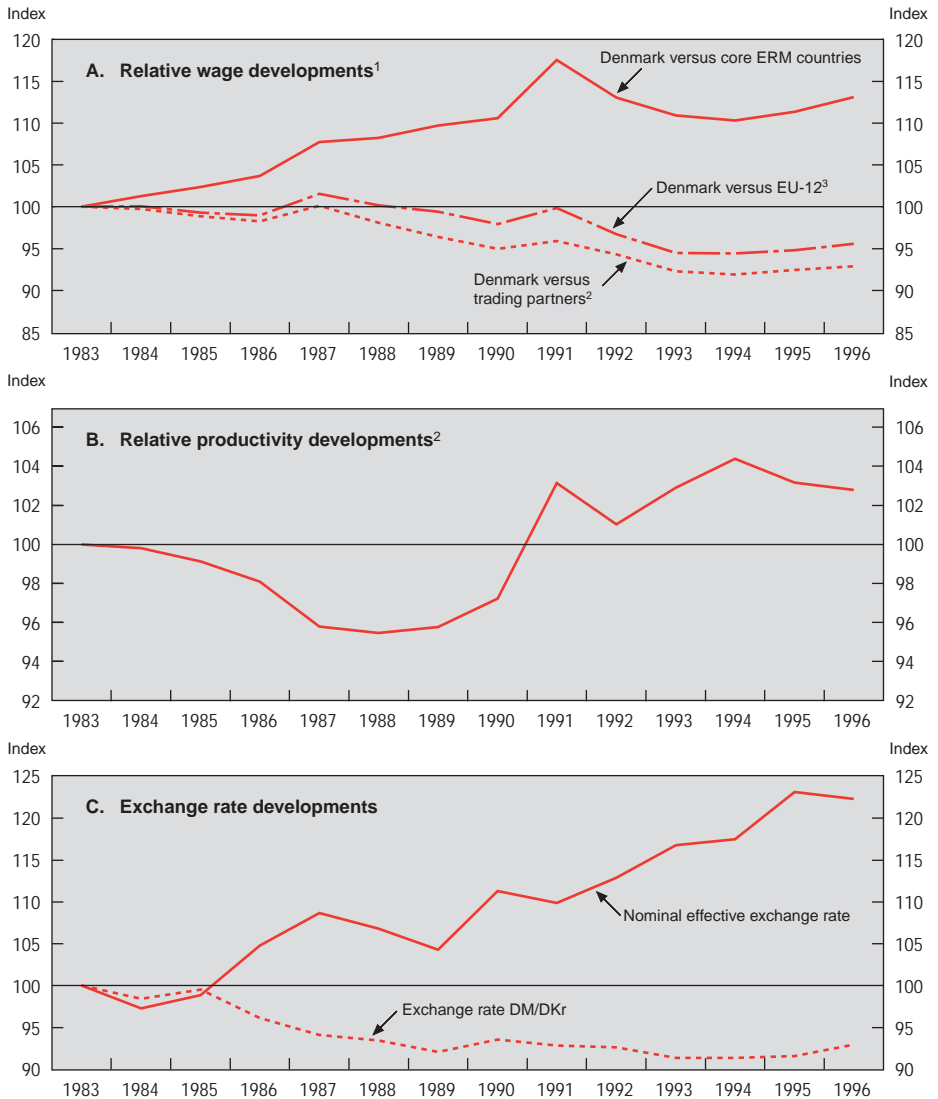 Index Index
120 120
A. Relative wage developments1
Denmark versus core ERM countries
115 115
110 110
105 105
Denmark versus EU-123
100 100
95 95
Denmark versus
trading partners2
90 90
85 85
1983 1984 1985 1986 1987 1988 1989 1990 1991 1992 1993 1994 1995 1996
Index Index
106 106
B. Relative productivity developments2
104 104
102 102
100 100
98 98
96 96
94 94
92 92
1983 1984 1985 1986 1987 1988 1989 1990 1991 1992 1993 1994 1995 1996
Index Index
125 125
C. Exchange rate developments
120 120
115 115
110 110
Nominal effective exchange rate
105 105
100 100
Exchange rate DM/DKr
95 95
90 90
1983 1984 1985 1986 1987 1988 1989 1990 1991 1992 1993 1994 1995 1996